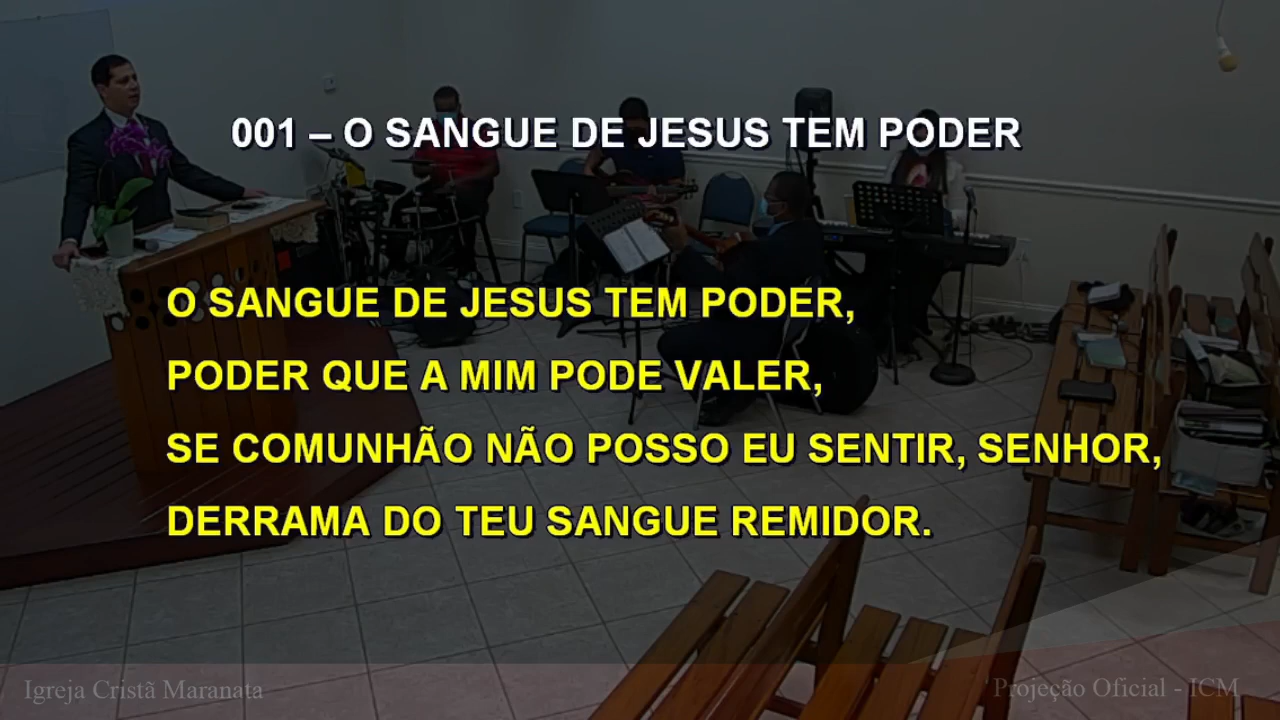 001 – O SANGUE DE JESUS TEM PODER
O SANGUE DE JESUS TEM PODER,
PODER QUE A MIM PODE VALER,
SE COMUNHÃO NÃO POSSO EU SENTIR, SENHOR,
DERRAMA DO TEU SANGUE REMIDOR.
Igreja Cristã Maranata
Projeção Oficial - ICM